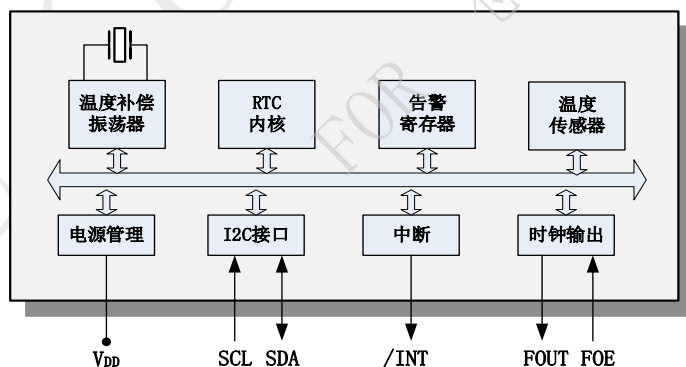 温度补偿
振荡器
RTC
内核
告警
寄存器
温度
传感器
电源管理
I2C接口
中断
时钟输出
VDD
SCL SDA
/INT
FOUT FOE
FOR